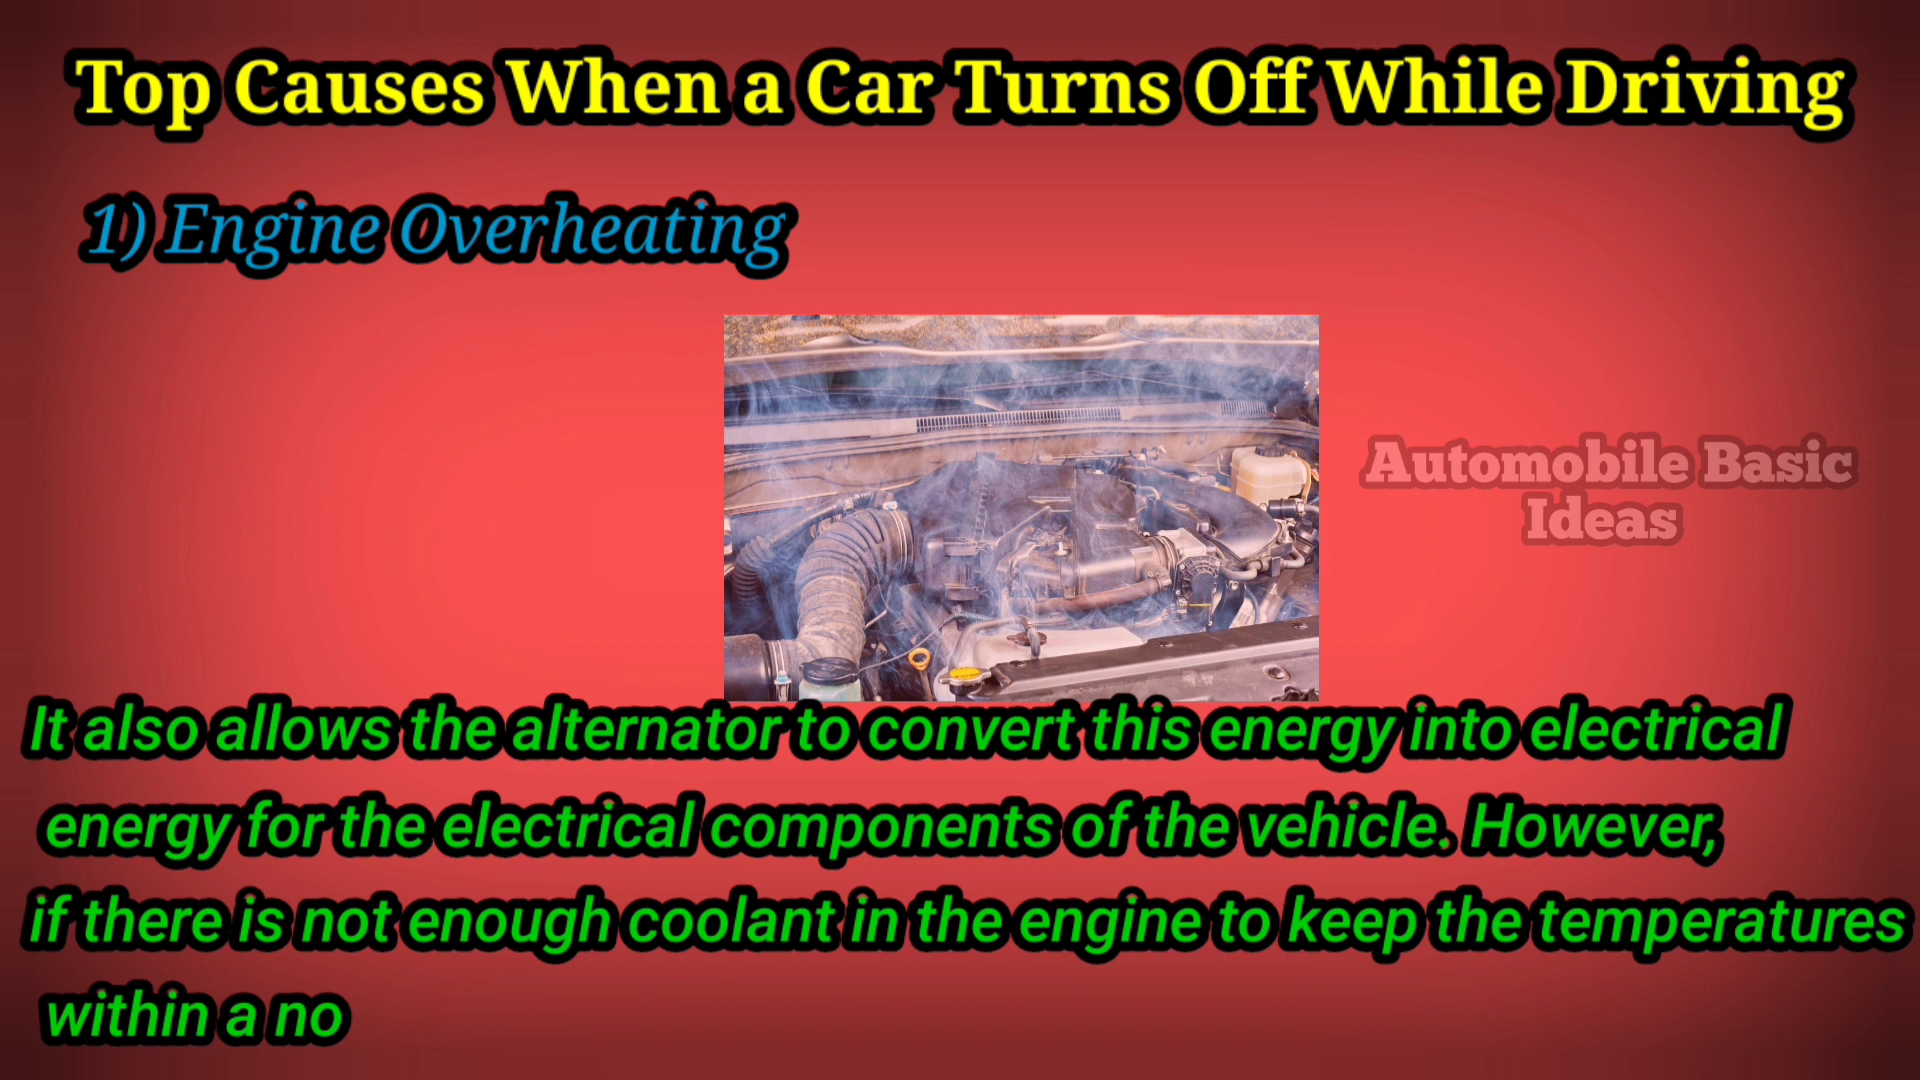 Top Causes When a Car Turns Off While Driving
1) Engine Overheating
Automobile Basic
Ideas
It also allows the alternator to convert this energy into electrical
energy for the electrical components of the vehicle. However,
if there is not enough coolant in the engine to keep the temperatures
within a no